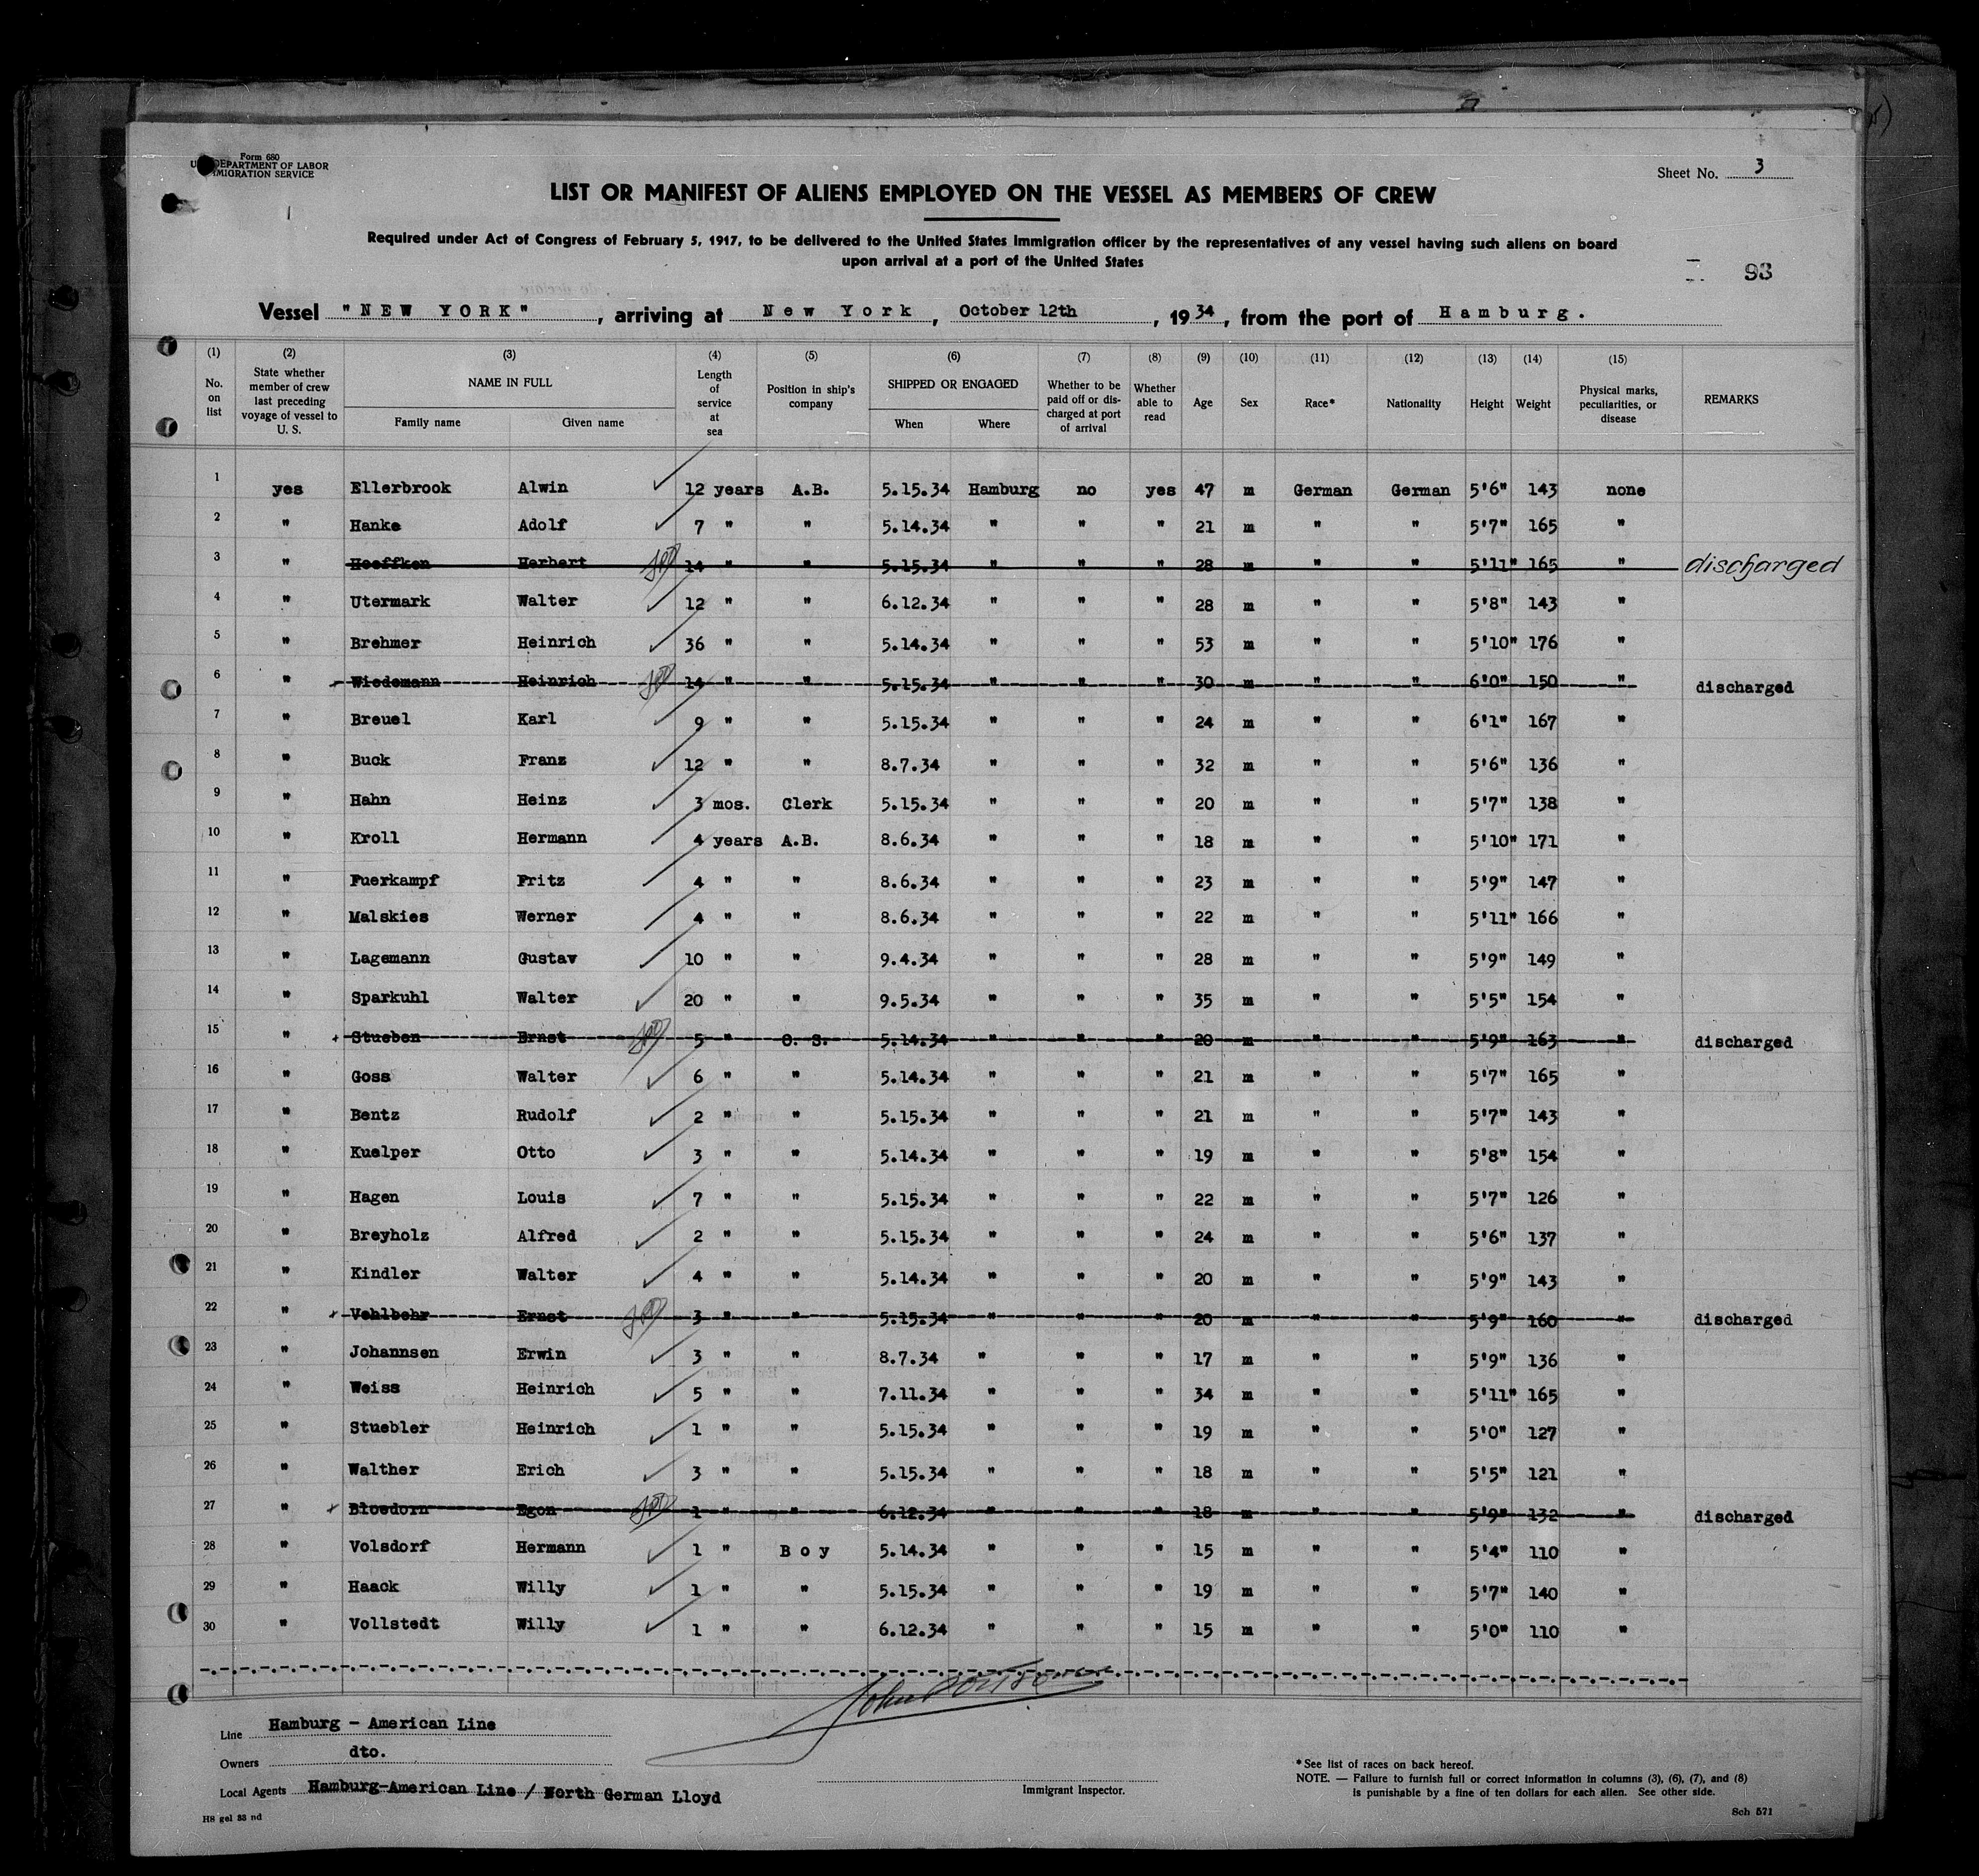 Form 680
DEPARTMENT OF LABOR
IMMIGRATION SERVICE
Sheet No. 3
LIST OR MANIFEST OF ALIENS EMPLOYED ON THE VESSEL AS MEMBERS OF CREW
Required under Act of Congress of February 5, 1917, to be delivered to the United States immigration officer by the representatives of any vessel having such aliens on board
upon arrival at a port of the United States
93
Vessel "NEW YORK", arriving at New York, October 12th, 1934, from the port of Hamburg.
(1) (2) (3) (4) (5) (6) (7) (8) (9) (10) (11) (12) (13) (14) (15)
No. on list State whether member of crew last preceding voyage of vessel to U. S. NAME IN FULL Family name Given name Length of service at sea Position in ship's company SHIPPED OR ENGAGED When Where Whether to be paid off or discharged at port of arrival Whether able to read Age Sex Race* Nationality Height Weight Physical marks, peculiarities, or disease REMARKS
1 yes Ellerbrook Alwin 12 years A.B. 5.15.34 Hamburg no yes 47 m German German 5'6" 143 none
2 " Hanke Adolf 7 " " 5.14.34 " " " 21 m " " 5'7" 165 "
3 " Hoeffken Herbert 14 " " 5.15.34 " " " 28 m " " 5'11" 165 " discharged
4 " Utermark Walter 12 " " 6.12.34 " " " 28 m " " 5'8" 143 "
5 " Brehmer Heinrich 36 " " 5.14.34 " " " 53 m " " 5'10" 176 "
6 " Wiedemann Heinrich 14 " " 5.15.34 " " " 30 m " " 6'0" 150 " discharged
7 " Breuel Karl 9 " " 5.15.34 " " " 24 m " " 6'1" 167 "
8 " Buck Franz 12 " " 8.7.34 " " " 32 m " " 5'6" 136 "
9 " Hahn Heinz 3 mos. Clerk 5.15.34 " " " 20 m " " 5'7" 138 "
10 " Kroll Hermann 4 years A.B. 8.6.34 " " " 18 m " " 5'10" 171 "
11 " Fuerkampf Fritz 4 " " 8.6.34 " " " 23 m " " 5'9" 147 "
12 " Malskies Werner 4 " " 8.6.34 " " " 22 m " " 5'11" 166 "
13 " Lagemann Gustav 10 " " 9.4.34 " " " 28 m " " 5'9" 149 "
14 " Sparkuhl Walter 20 " " 9.5.34 " " " 35 m " " 5'5" 154 "
15 " Stueben Ernst 5 " O. S. 5.14.34 " " " 20 m " " 5'9" 163 " discharged
16 " Goss Walter 6 " " 5.14.34 " " " 21 m " " 5'7" 165 "
17 " Bentz Rudolf 2 " " 5.15.34 " " " 21 m " " 5'7" 143 "
18 " Kuelper Otto 3 " " 5.14.34 " " " 19 m " " 5'8" 154 "
19 " Hagen Louis 7 " " 5.15.34 " " " 22 m " " 5'7" 126 "
20 " Breyholz Alfred 2 " " 5.15.34 " " " 24 m " " 5'6" 137 "
21 " Kindler Walter 4 " " 5.14.34 " " " 20 m " " 5'9" 143 "
22 " Vehlbehr Ernst 3 " " 5.15.34 " " " 20 m " " 5'9" 160 " discharged
23 " Johannsen Erwin 3 " " 8.7.34 " " " 17 m " " 5'9" 136 "
24 " Weiss Heinrich 5 " " 7.11.34 " " " 34 m " " 5'11" 165 "
25 " Stuebler Heinrich 1 " " 5.15.34 " " " 19 m " " 5'0" 127 "
26 " Walther Erich 3 " " 5.15.34 " " " 18 m " " 5'5" 121 "
27 " Bloedorn Egon 1 " " 6.12.34 " " " 18 m " " 5'9" 132 " discharged
28 " Volsdorf Hermann 1 " Boy 5.14.34 " " " 15 m " " 5'4" 110 "
29 " Haack Willy 1 " " 5.15.34 " " " 19 m " " 5'7" 140 "
30 " Vollstedt Willy 1 " " 6.12.34 " " " 15 m " " 5'0" 110 "
John
Line Hamburg - American Line
Owners dto.
Local Agents Hamburg-American Line / North German Lloyd
Immigrant Inspector.
*See list of races on back hereof.
NOTE. — Failure to furnish full or correct information in columns (3), (6), (7), and (8)
is punishable by a fine of ten dollars for each alien. See other side.
H8 gel 33 nd
Sch 571